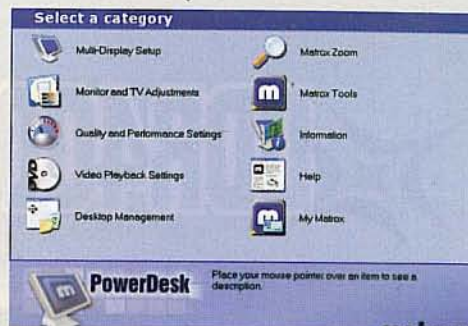 Select a category
Multi-Display Setup
Monitor and TV Adjustments
Quality and Performance Settings
Video Playback Settings
Desktop Management
Matrox Zoom
Matrox Tools
Information
Help
My Matrox
PowerDesk
Place your mouse pointer over an item to see a
description.